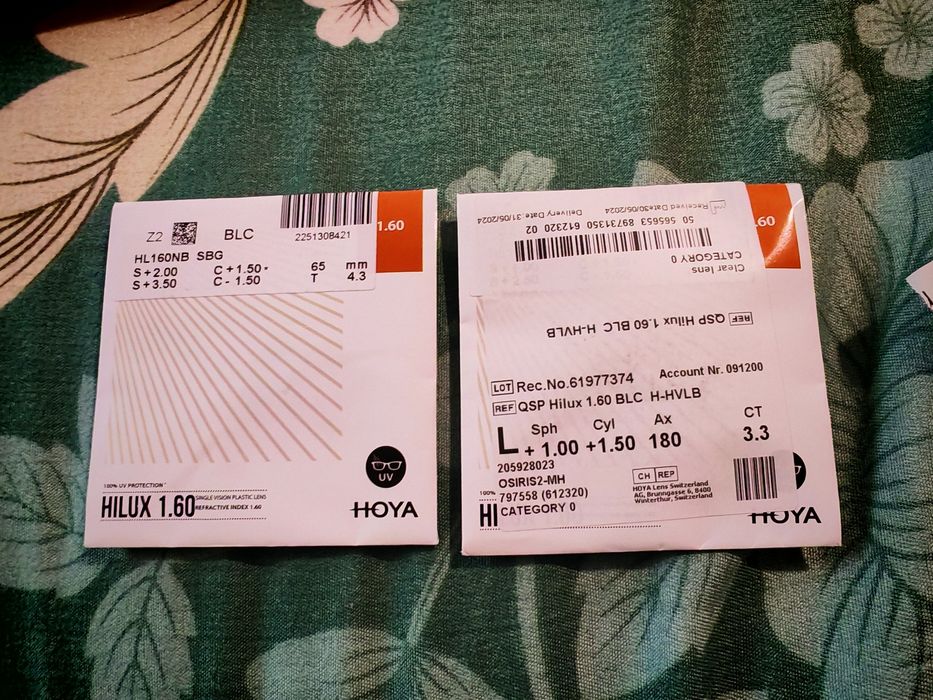 Z2 BLC
2251308421
1.60
HL160NB SBG
S + 2.00 C + 1.50 * 65 mm
S + 3.50 C - 1.50 T 4.3
100% UV PROTECTION
HILUX 1.60
SINGLE VISION PLASTIC LENS
REFRACTIVE INDEX 1.60
UV
HOYA
Received Date30/05/2024
Delivery Date:31/05/2024
50 565653 89731350 612320 02
Clear lens
CATEGORY 0
.60
REF QSP Hilux 1.60 BLC H-HVLB
LOT Rec.No.61977374 Account Nr. 091200
REF QSP Hilux 1.60 BLC H-HVLB
L Sph Cyl Ax CT
+ 1.00 +1.50 180 3.3
205928023
OSIRIS2-MH
797558 (612320)
CATEGORY 0
CH REP
HOYA Lens Switzerland
AG, Brunngasse 6, 8400
Winterthur, Switzerland
100%
HI
HOYA